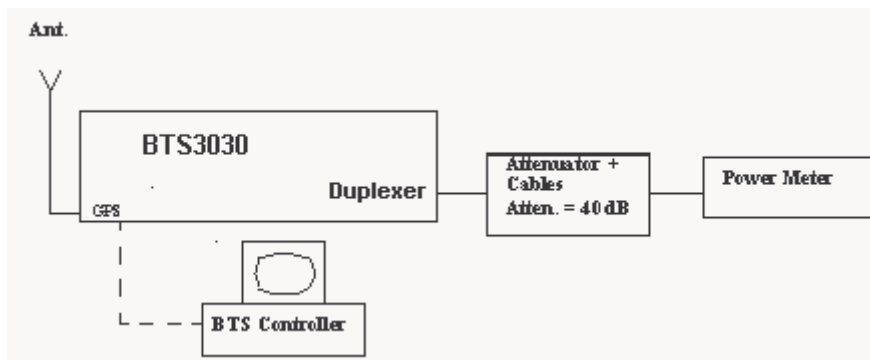 Ant.
BTS3030
Duplexer
GPS
Attenuator +
Cables
Atten. = 40 dB
Power Meter
BTS Controller